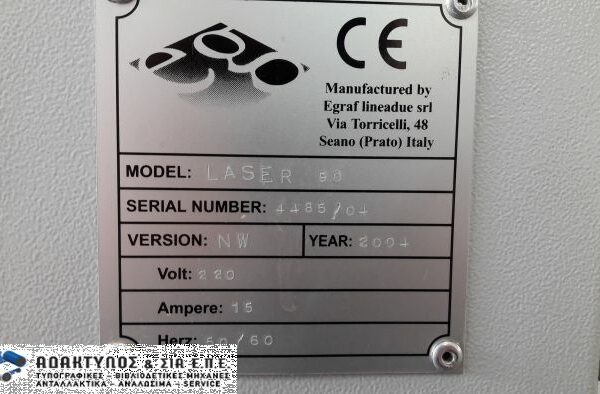 CE
Manufactured by
Egraf lineadue srl
Via Torricelli, 48
Seano (Prato) Italy
MODEL: LASER 90
SERIAL NUMBER: 4485/04
VERSION: NW YEAR: 2004
Volt: 220
Ampere: 15
Herz: 50/60
ΑΔΑΚΤΥΛΟΣ & ΣΙΑ Ε.Π.Ε.
ΤΥΠΟΓΡΑΦΙΚΕΣ - ΒΙΒΛΙΟΔΕΤΙΚΕΣ ΜΗΧΑΝΕΣ
ΑΝΤΑΛΛΑΚΤΙΚΑ - ΑΝΑΛΩΣΙΜΑ - SERVICE